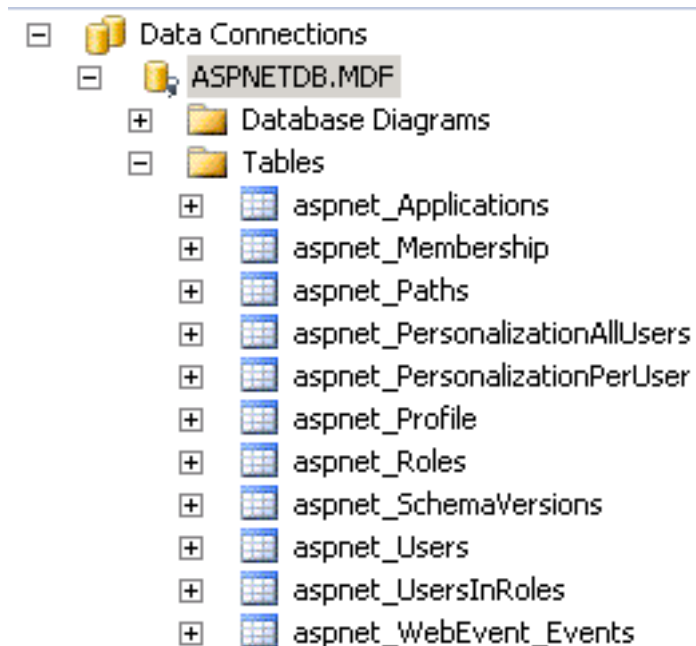 Data Connections
ASPNETDB.MDF
Database Diagrams
Tables
aspnet_Applications
aspnet_Membership
aspnet_Paths
aspnet_PersonalizationAllUsers
aspnet_PersonalizationPerUser
aspnet_Profile
aspnet_Roles
aspnet_SchemaVersions
aspnet_Users
aspnet_UsersInRoles
aspnet_WebEvent_Events